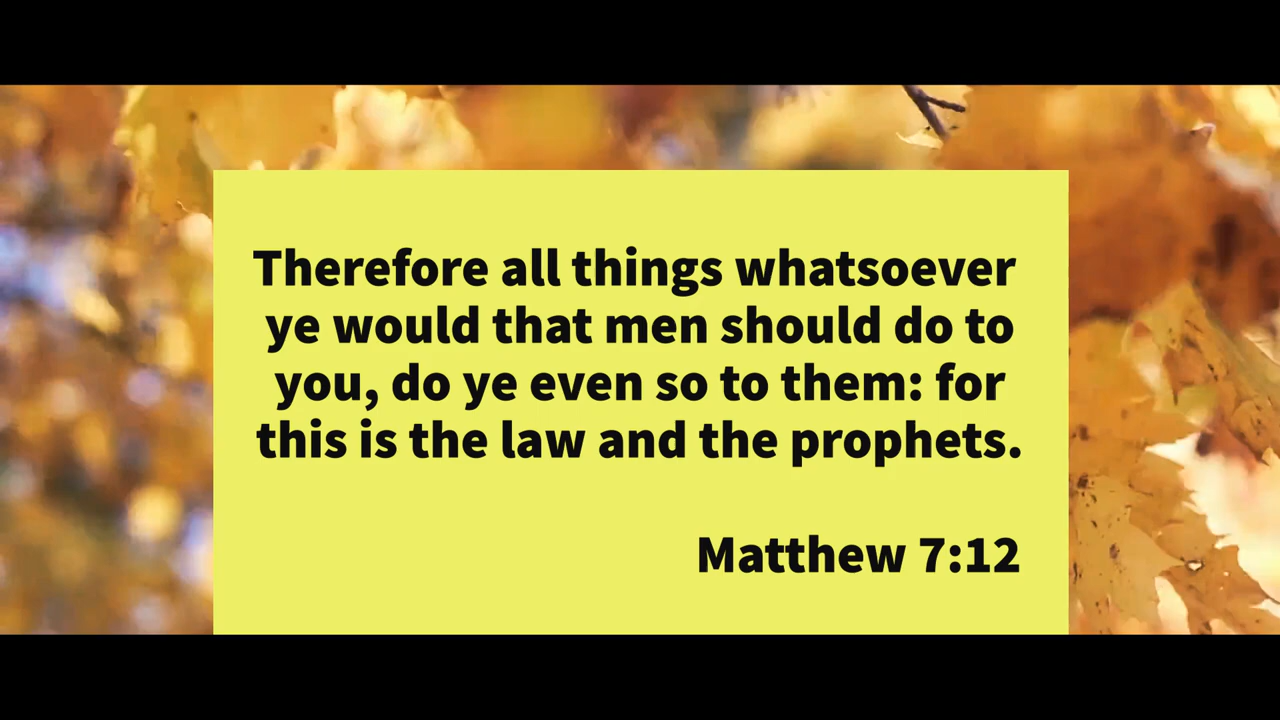 Therefore all things whatsoever
ye would that men should do to
you, do ye even so to them: for
this is the law and the prophets.
Matthew 7:12